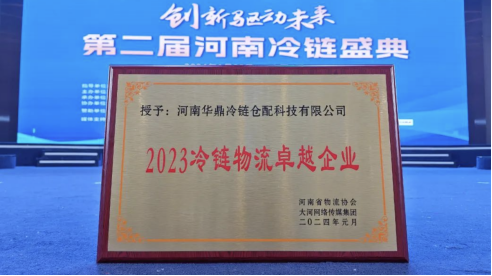 创新驱动未来
第二届河南冷链盛典
授予：河南华鼎冷链仓配科技有限公司
2023冷链物流卓越企业
河南省物流协会
大河网络传媒集团
二〇二四年元月